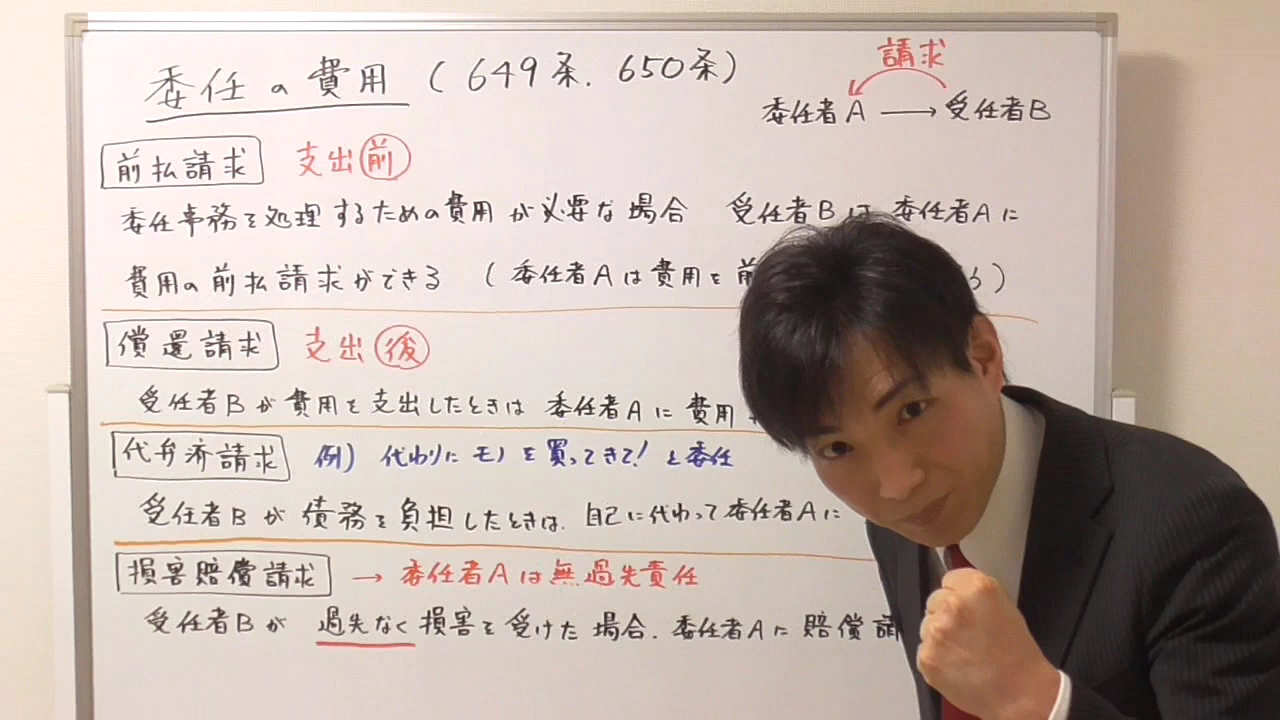 委任の費用(649条.650条)
請求
委任者A → 受任者B
前払請求 支出前
委任事務を処理するための費用が必要な場合 受任者Bは委任者Aに
費用の前払請求ができる (委任者Aは費用を前 )
償還請求 支出後
受任者Bが費用を支出したときは 委任者Aに費用
代弁済請求 例)代わりにモノを買ってきて!と委任
受任者Bが債務を負担したときは.自己に代わって委任者Aに
損害賠償請求 → 委任者Aは無過失責任
受任者Bが 過失なく損害を受けた場合.委任者Aに賠償請